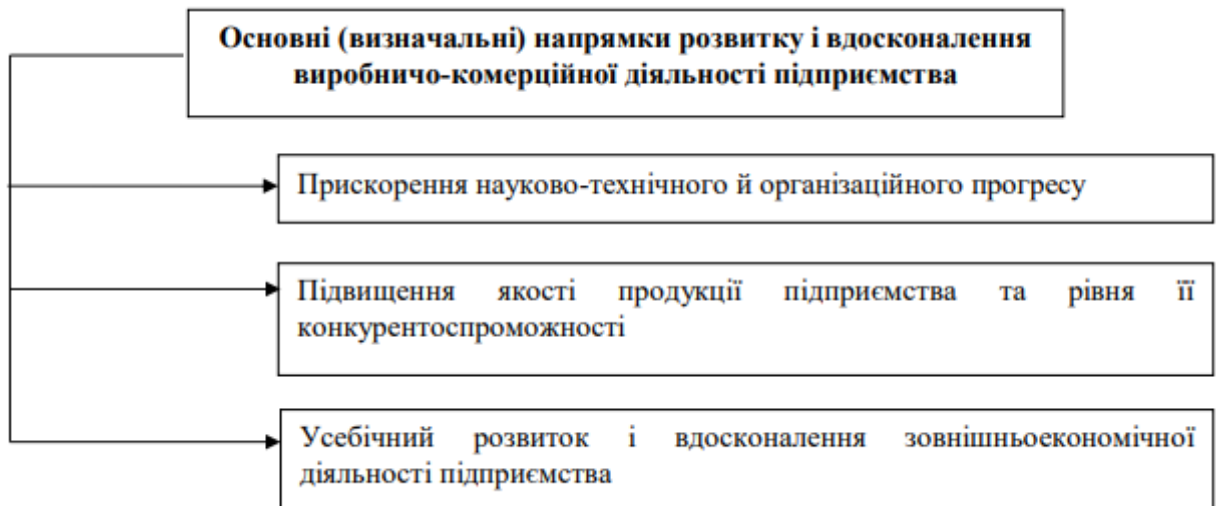 Основні (визначальні) напрямки розвитку і вдосконалення
виробничо-комерційної діяльності підприємства
Прискорення науково-технічного й організаційного прогресу
Підвищення якості продукції підприємства та рівня її
конкурентоспроможності
Усебічний розвиток і вдосконалення зовнішньоекономічної
діяльності підприємства